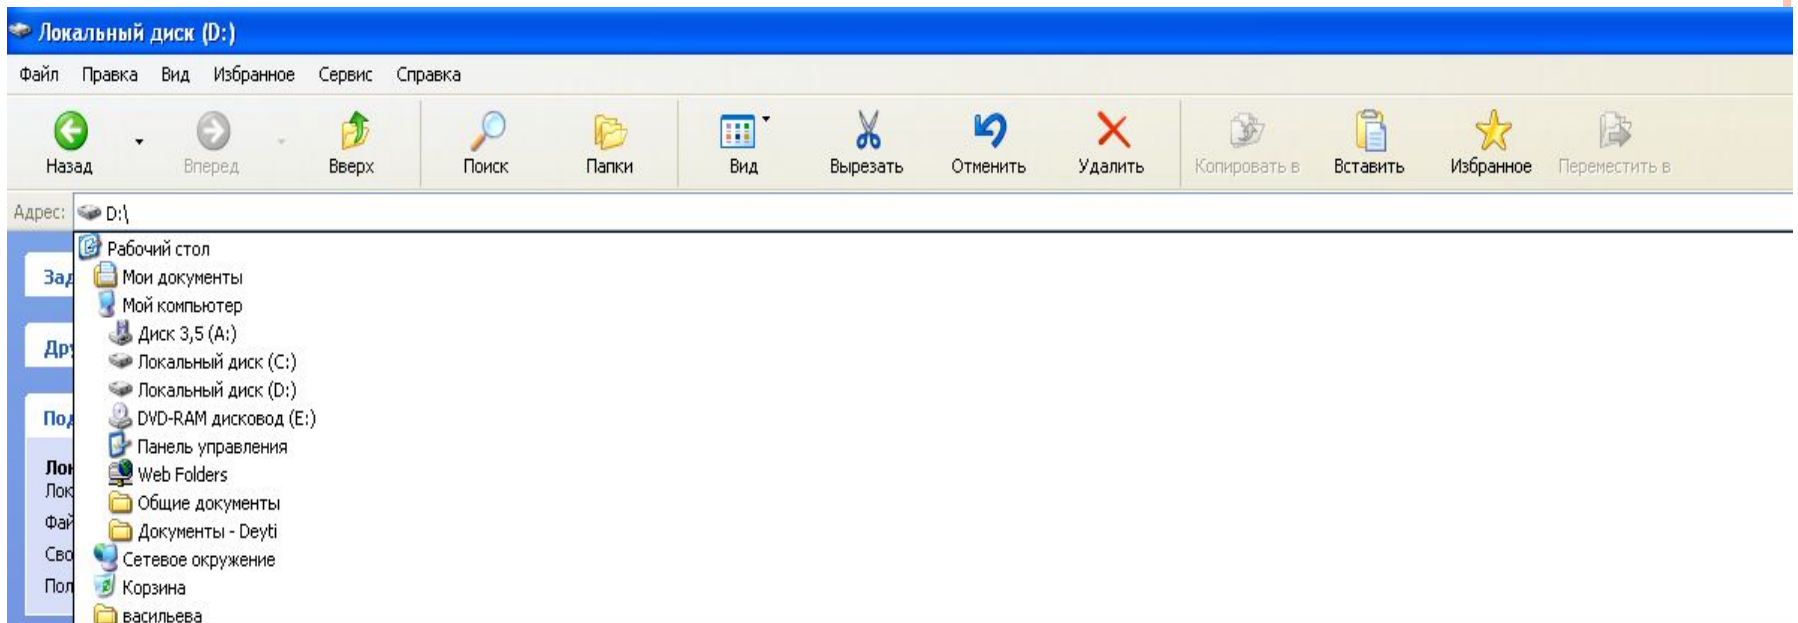 Локальный диск (D:)
Файл Правка Вид Избранное Сервис Справка
Назад Вперед Вверх Поиск Папки Вид Вырезать Отменить Удалить Копировать в Вставить Избранное Переместить в
Адрес: D:\
Рабочий стол
Мои документы
Мой компьютер
Диск 3,5 (A:)
Локальный диск (C:)
Локальный диск (D:)
DVD-RAM дисковод (E:)
Панель управления
Web Folders
Общие документы
Документы - Deyti
Сетевое окружение
Корзина
васильева